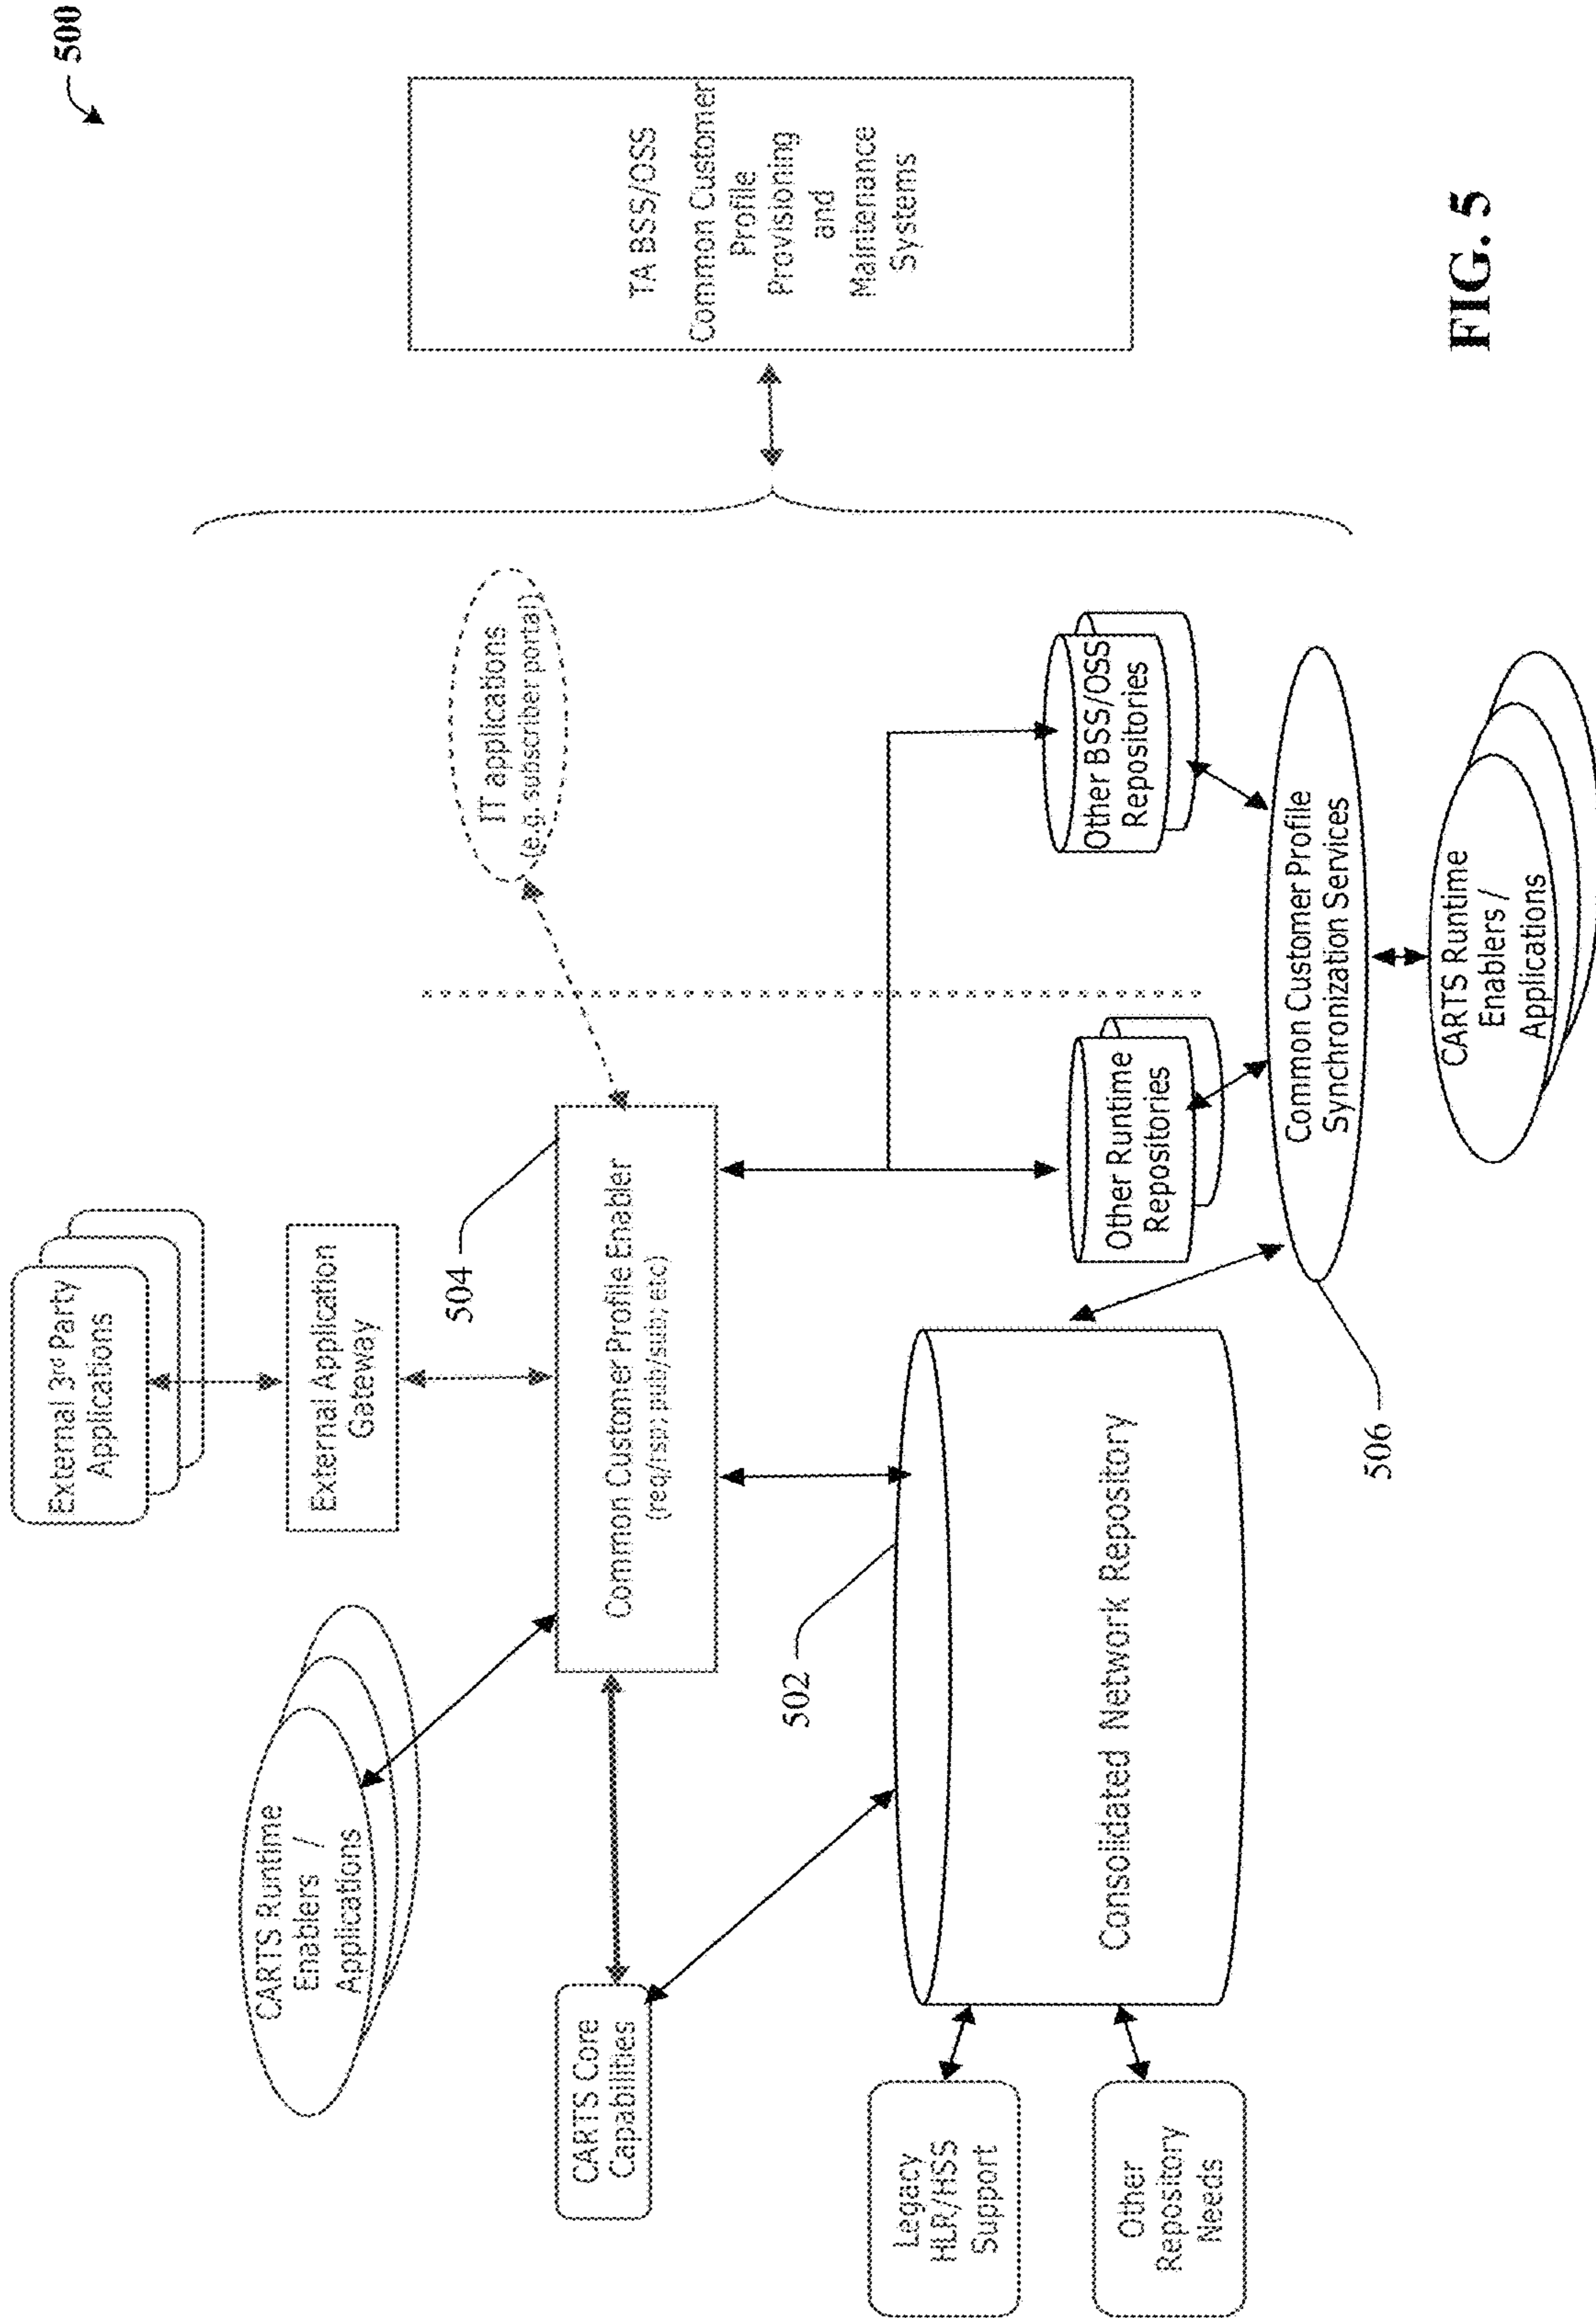 500
External 3rd Party
Applications
External Application
Gateway
CARTS Runtime
Enablers /
Applications
504
IT applications
(e.g. subscriber portal)
TA BSS/OSS
Common Customer
Profile
Provisioning
and
Maintenance
Systems
CARTS Core
Capabilities
Common Customer Profile Enabler
(req/rsp; pub/sub; etc)
502
Legacy
HLR/HSS
Support
Other
Repository
Needs
Consolidated Network Repository
Other Runtime
Repositories
Other BSS/OSS
Repositories
Common Customer Profile
Synchronization Services
506
CARTS Runtime
Enablers /
Applications
FIG. 5